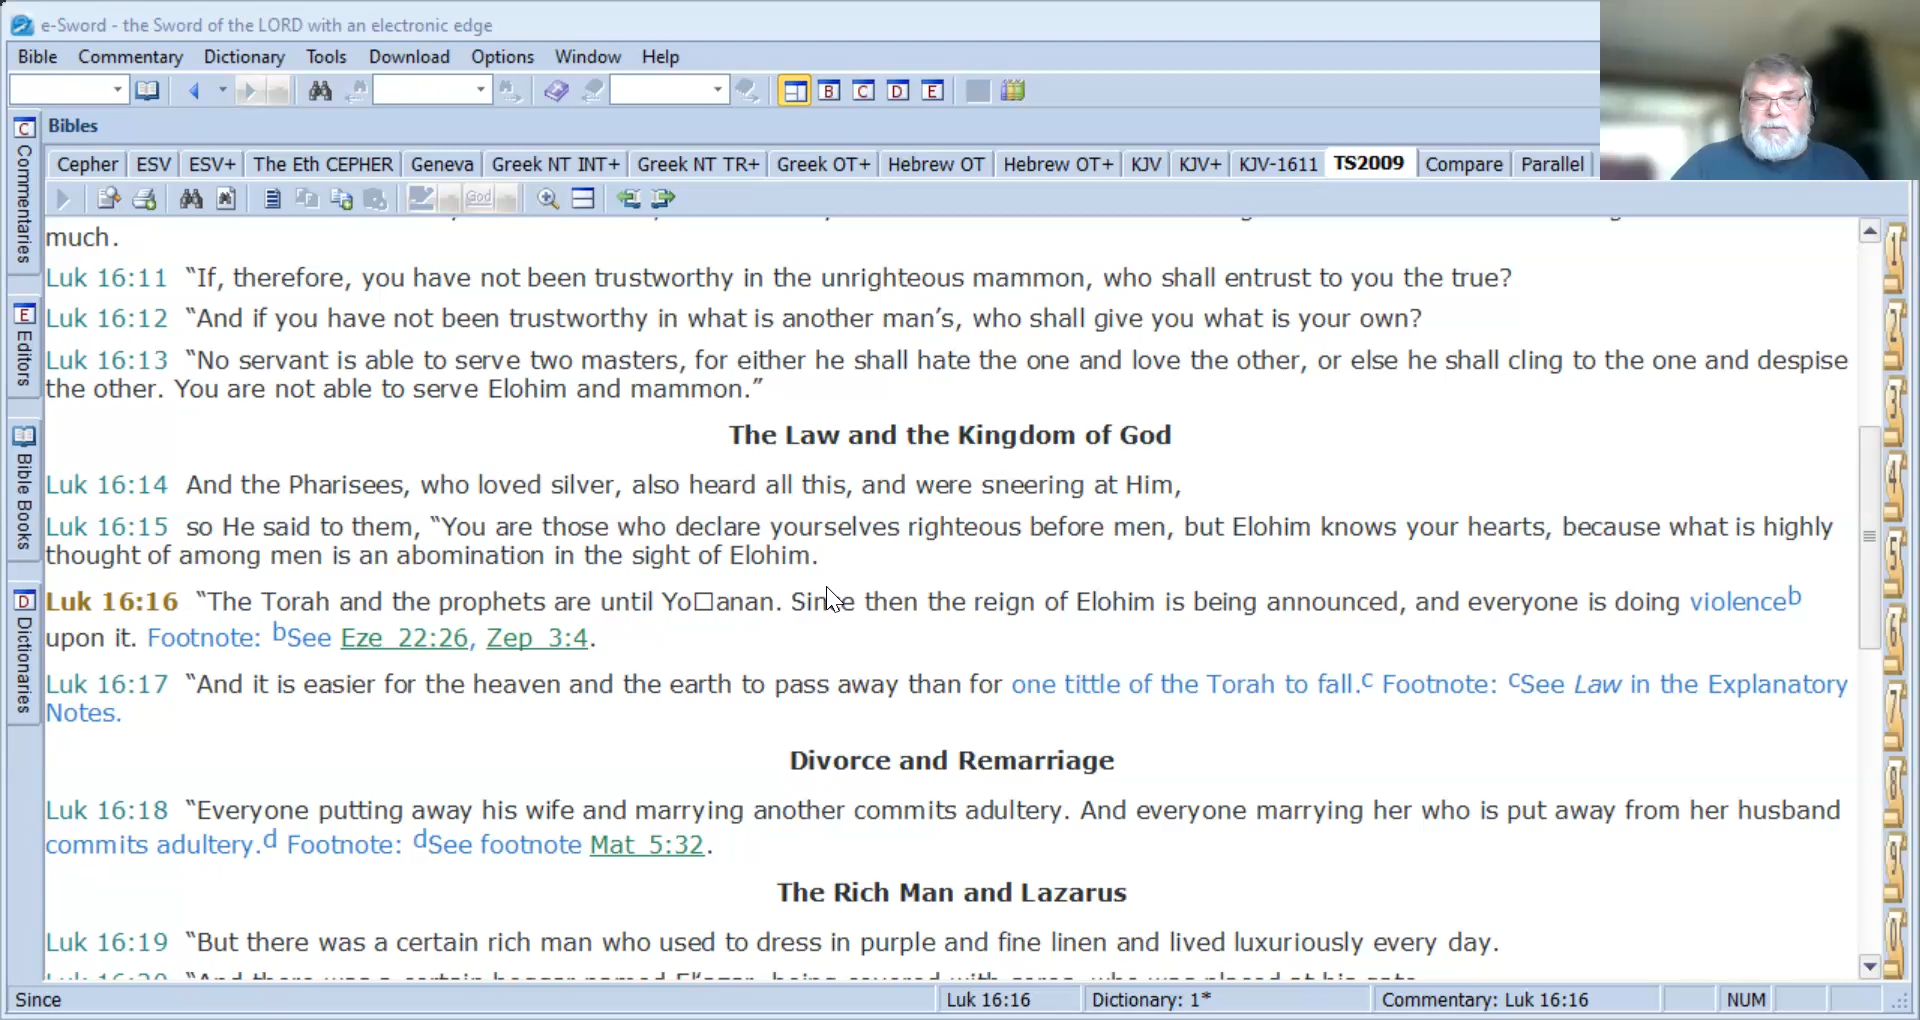 e-Sword - the Sword of the LORD with an electronic edge
Bible Commentary Dictionary Tools Download Options Window Help
B C D E
C Commentaries
E Editors
Bible Books
D Dictionaries
Bibles
Cepher ESV ESV+ The Eth CEPHER Geneva Greek NT INT+ Greek NT TR+ Greek OT+ Hebrew OT Hebrew OT+ KJV KJV+ KJV-1611 TS2009 Compare Parallel
God
much.
Luk 16:11 “If, therefore, you have not been trustworthy in the unrighteous mammon, who shall entrust to you the true?
Luk 16:12 “And if you have not been trustworthy in what is another man’s, who shall give you what is your own?
Luk 16:13 “No servant is able to serve two masters, for either he shall hate the one and love the other, or else he shall cling to the one and despise
the other. You are not able to serve Elohim and mammon.”
The Law and the Kingdom of God
Luk 16:14 And the Pharisees, who loved silver, also heard all this, and were sneering at Him,
Luk 16:15 so He said to them, “You are those who declare yourselves righteous before men, but Elohim knows your hearts, because what is highly
thought of among men is an abomination in the sight of Elohim.
Luk 16:16 “The Torah and the prophets are until Yo□anan. Since then the reign of Elohim is being announced, and everyone is doing violenceb
upon it. Footnote: bSee Eze_22:26, Zep_3:4.
Luk 16:17 “And it is easier for the heaven and the earth to pass away than for one tittle of the Torah to fall.c Footnote: cSee Law in the Explanatory
Notes.
Divorce and Remarriage
Luk 16:18 “Everyone putting away his wife and marrying another commits adultery. And everyone marrying her who is put away from her husband
commits adultery.d Footnote: dSee footnote Mat_5:32.
The Rich Man and Lazarus
Luk 16:19 “But there was a certain rich man who used to dress in purple and fine linen and lived luxuriously every day.
1
2
3
4
5
6
7
8
9
0
Since Luk 16:16 Dictionary: 1* Commentary: Luk 16:16 NUM